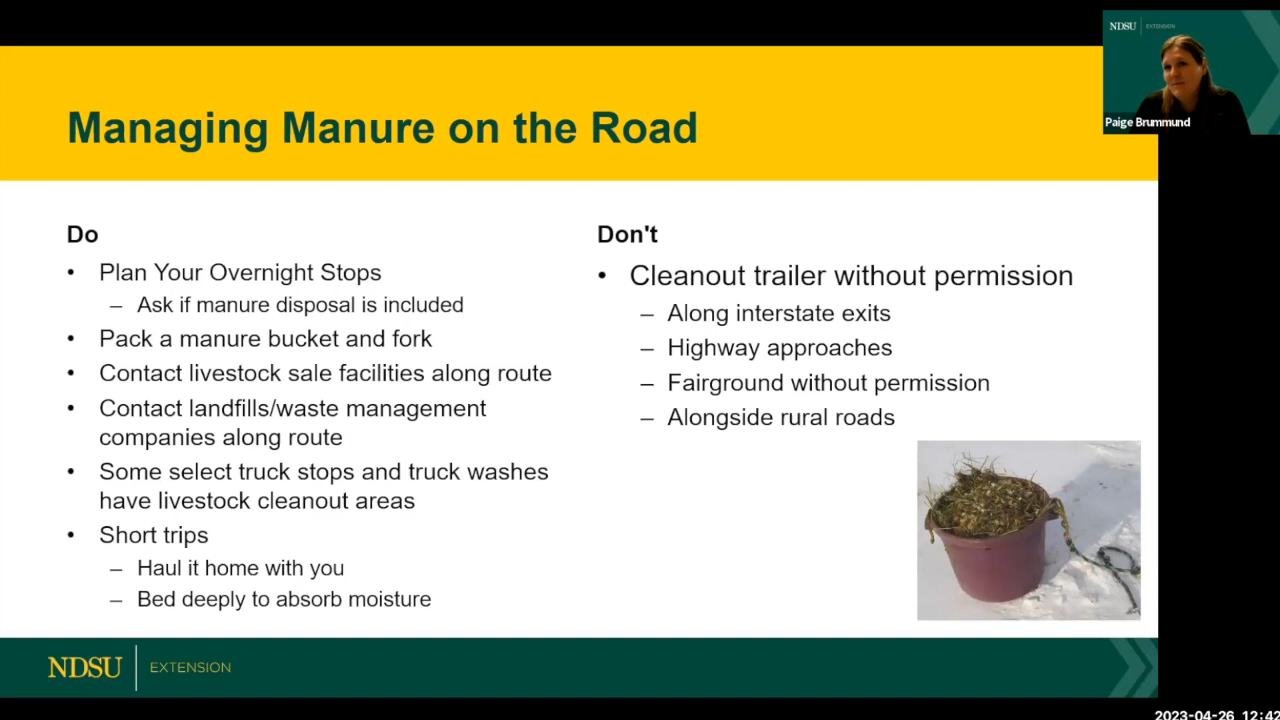 NDSU EXTENSION
Paige Brummund
Managing Manure on the Road
Do
• Plan Your Overnight Stops
– Ask if manure disposal is included
• Pack a manure bucket and fork
• Contact livestock sale facilities along route
• Contact landfills/waste management
companies along route
• Some select truck stops and truck washes
have livestock cleanout areas
• Short trips
– Haul it home with you
– Bed deeply to absorb moisture
Don't
• Cleanout trailer without permission
– Along interstate exits
– Highway approaches
– Fairground without permission
– Alongside rural roads
NDSU EXTENSION
2023-04-26 12:42